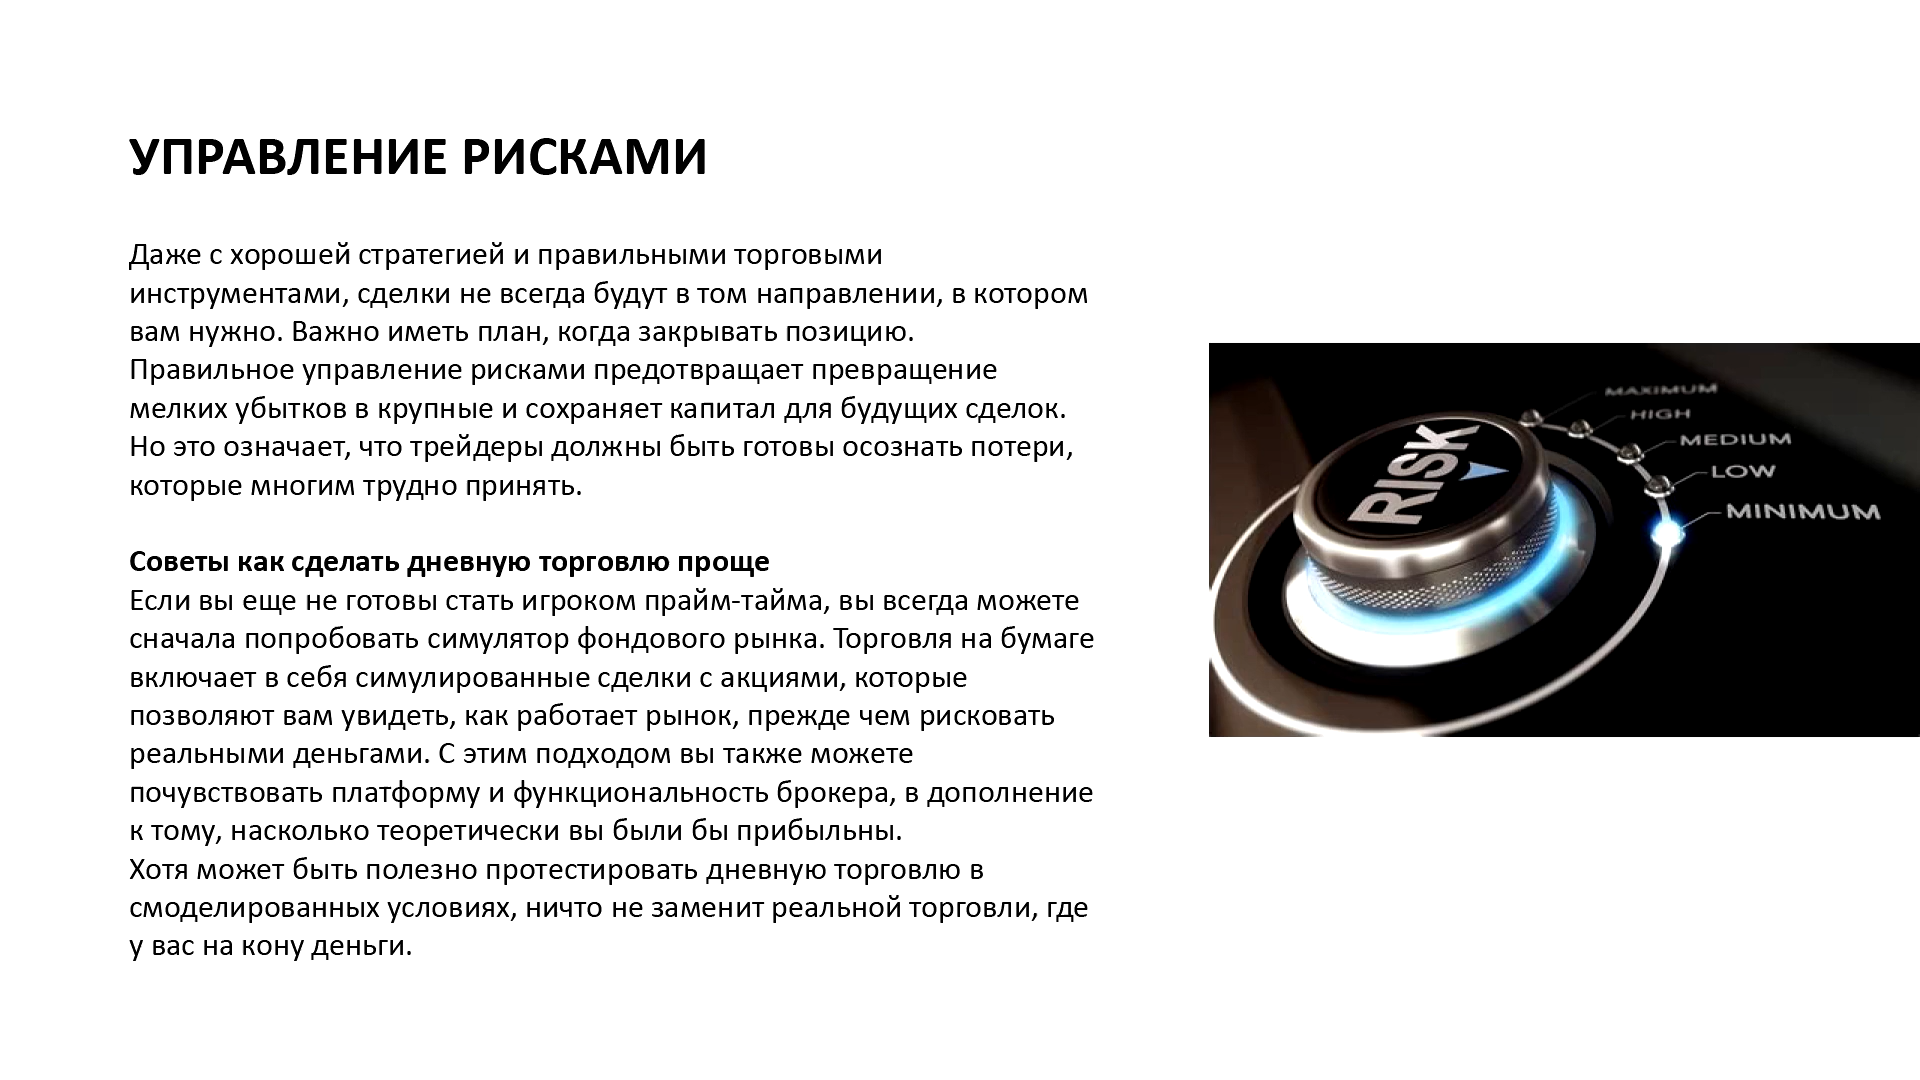 УПРАВЛЕНИЕ РИСКАМИ
Даже с хорошей стратегией и правильными торговыми
инструментами, сделки не всегда будут в том направлении, в котором
вам нужно. Важно иметь план, когда закрывать позицию.
Правильное управление рисками предотвращает превращение
мелких убытков в крупные и сохраняет капитал для будущих сделок.
Но это означает, что трейдеры должны быть готовы осознать потери,
которые многим трудно принять.
Советы как сделать дневную торговлю проще
Если вы еще не готовы стать игроком прайм-тайма, вы всегда можете
сначала попробовать симулятор фондового рынка. Торговля на бумаге
включает в себя симулированные сделки с акциями, которые
позволяют вам увидеть, как работает рынок, прежде чем рисковать
реальными деньгами. С этим подходом вы также можете
почувствовать платформу и функциональность брокера, в дополнение
к тому, насколько теоретически вы были бы прибыльны.
Хотя может быть полезно протестировать дневную торговлю в
смоделированных условиях, ничто не заменит реальной торговли, где
у вас на кону деньги.
MAXIMUM
HIGH
MEDIUM
LOW
MINIMUM
RISK